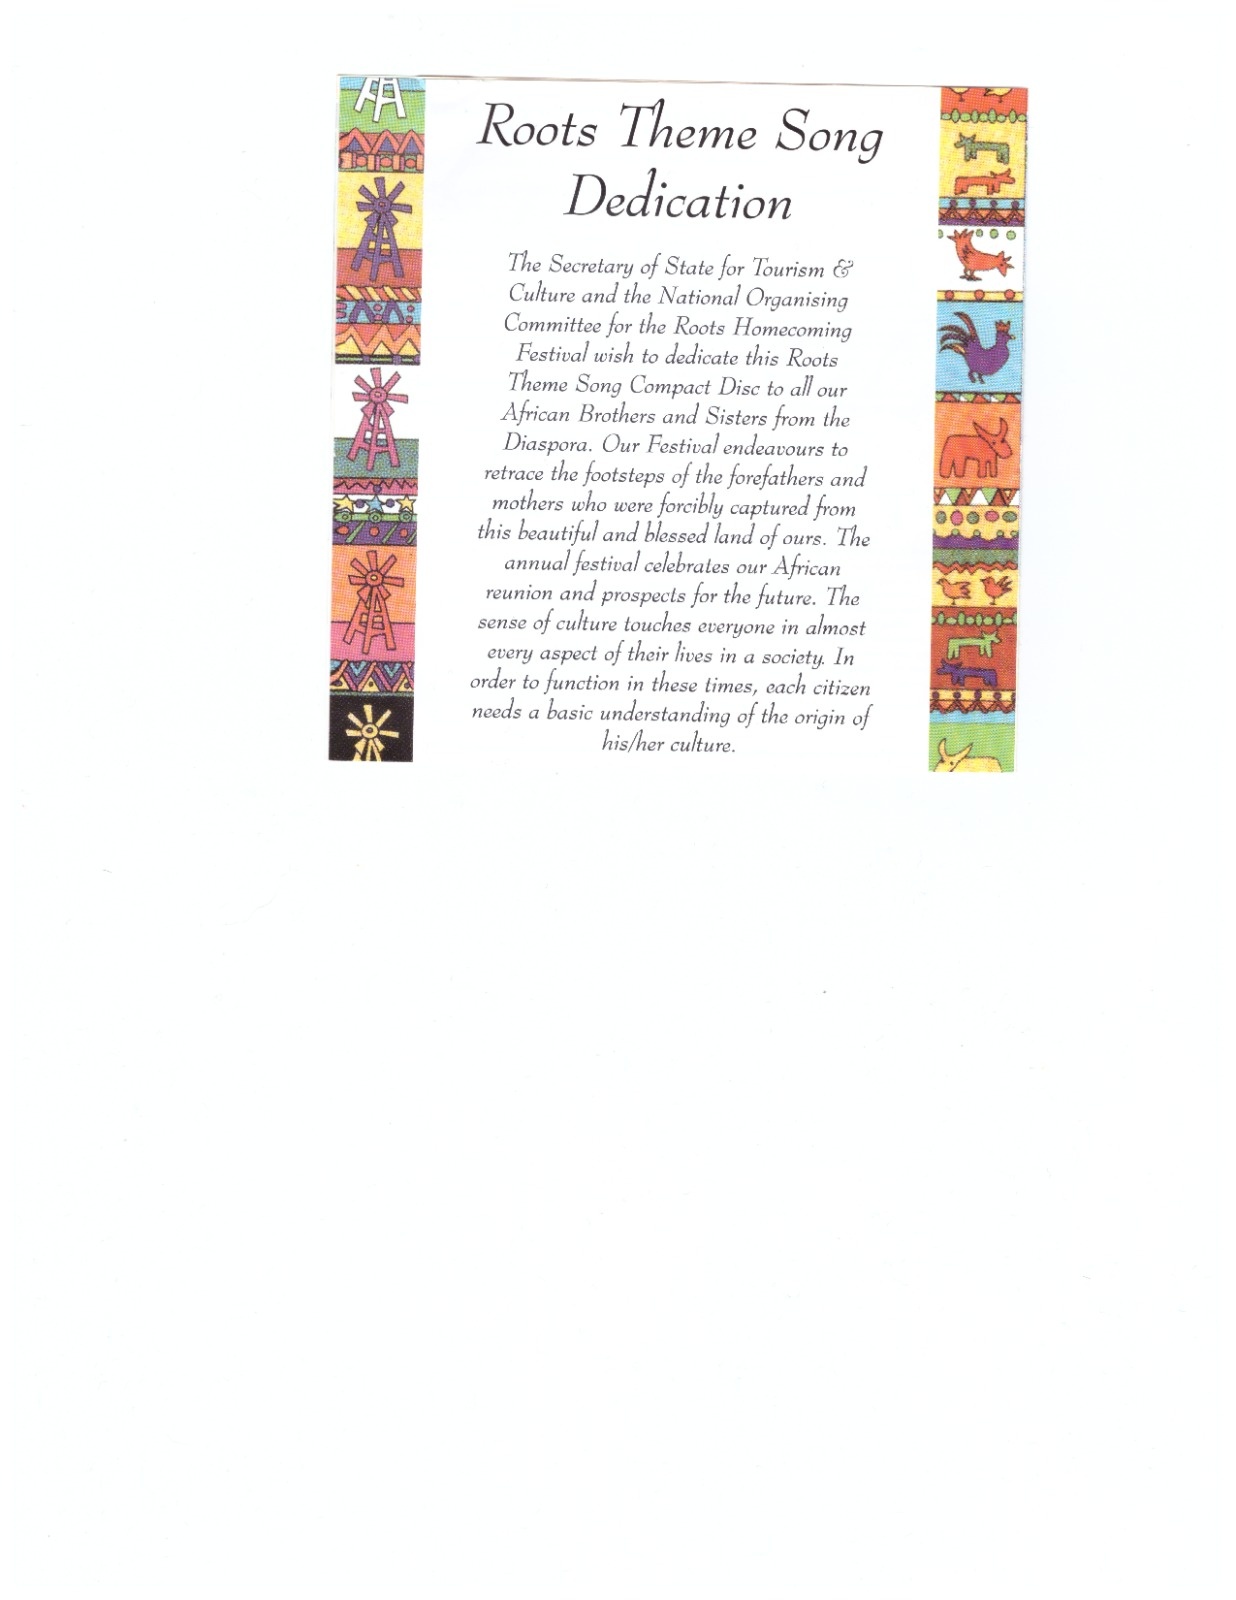 Roots Theme Song
Dedication
The Secretary of State for Tourism &
Culture and the National Organising
Committee for the Roots Homecoming
Festival wish to dedicate this Roots
Theme Song Compact Disc to all our
African Brothers and Sisters from the
Diaspora. Our Festival endeavours to
retrace the footsteps of the forefathers and
mothers who were forcibly captured from
this beautiful and blessed land of ours. The
annual festival celebrates our African
reunion and prospects for the future. The
sense of culture touches everyone in almost
every aspect of their lives in a society. In
order to function in these times, each citizen
needs a basic understanding of the origin of
his/her culture.